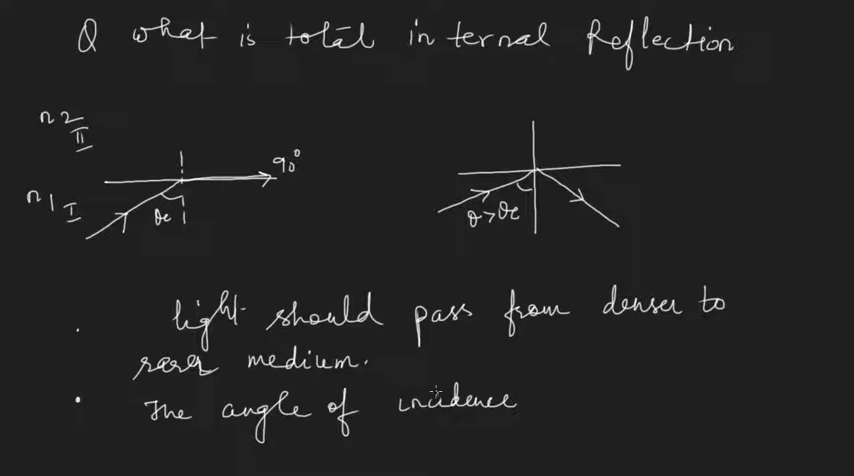 Q what is total internal Reflection
n2
II
90°
n1
I
θc
θ>θc
light should pass from denser to
rarer medium.
The angle of incidence